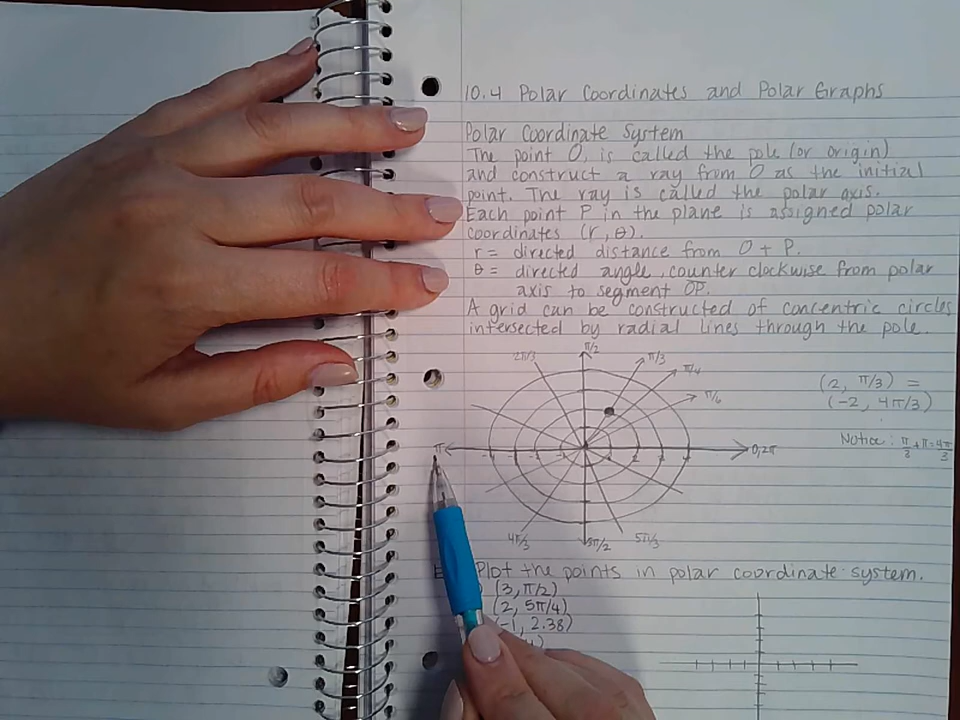 10.4 Polar Coordinates and Polar Graphs
Polar Coordinate System
The point O, is called the pole (or origin)
and construct a ray from O as the initial
point. The ray is called the polar axis.
Each point P in the plane is assigned polar
coordinates (r, θ).
r = directed distance from O + P.
θ = directed angle, counter clockwise from polar
axis to segment OP.
A grid can be constructed of concentric circles
intersected by radial lines through the pole.
π/2
2π/3
π/3
π/4
π/6
π
0,2π
4π/3
3π/2
5π/3
(2, π/3) =
(-2, 4π/3)
Notice: π/3 + π = 4π/3
Plot the points in polar coordinate system.
(3, π/2)
(2, 5π/4)
(-1, 2.38)